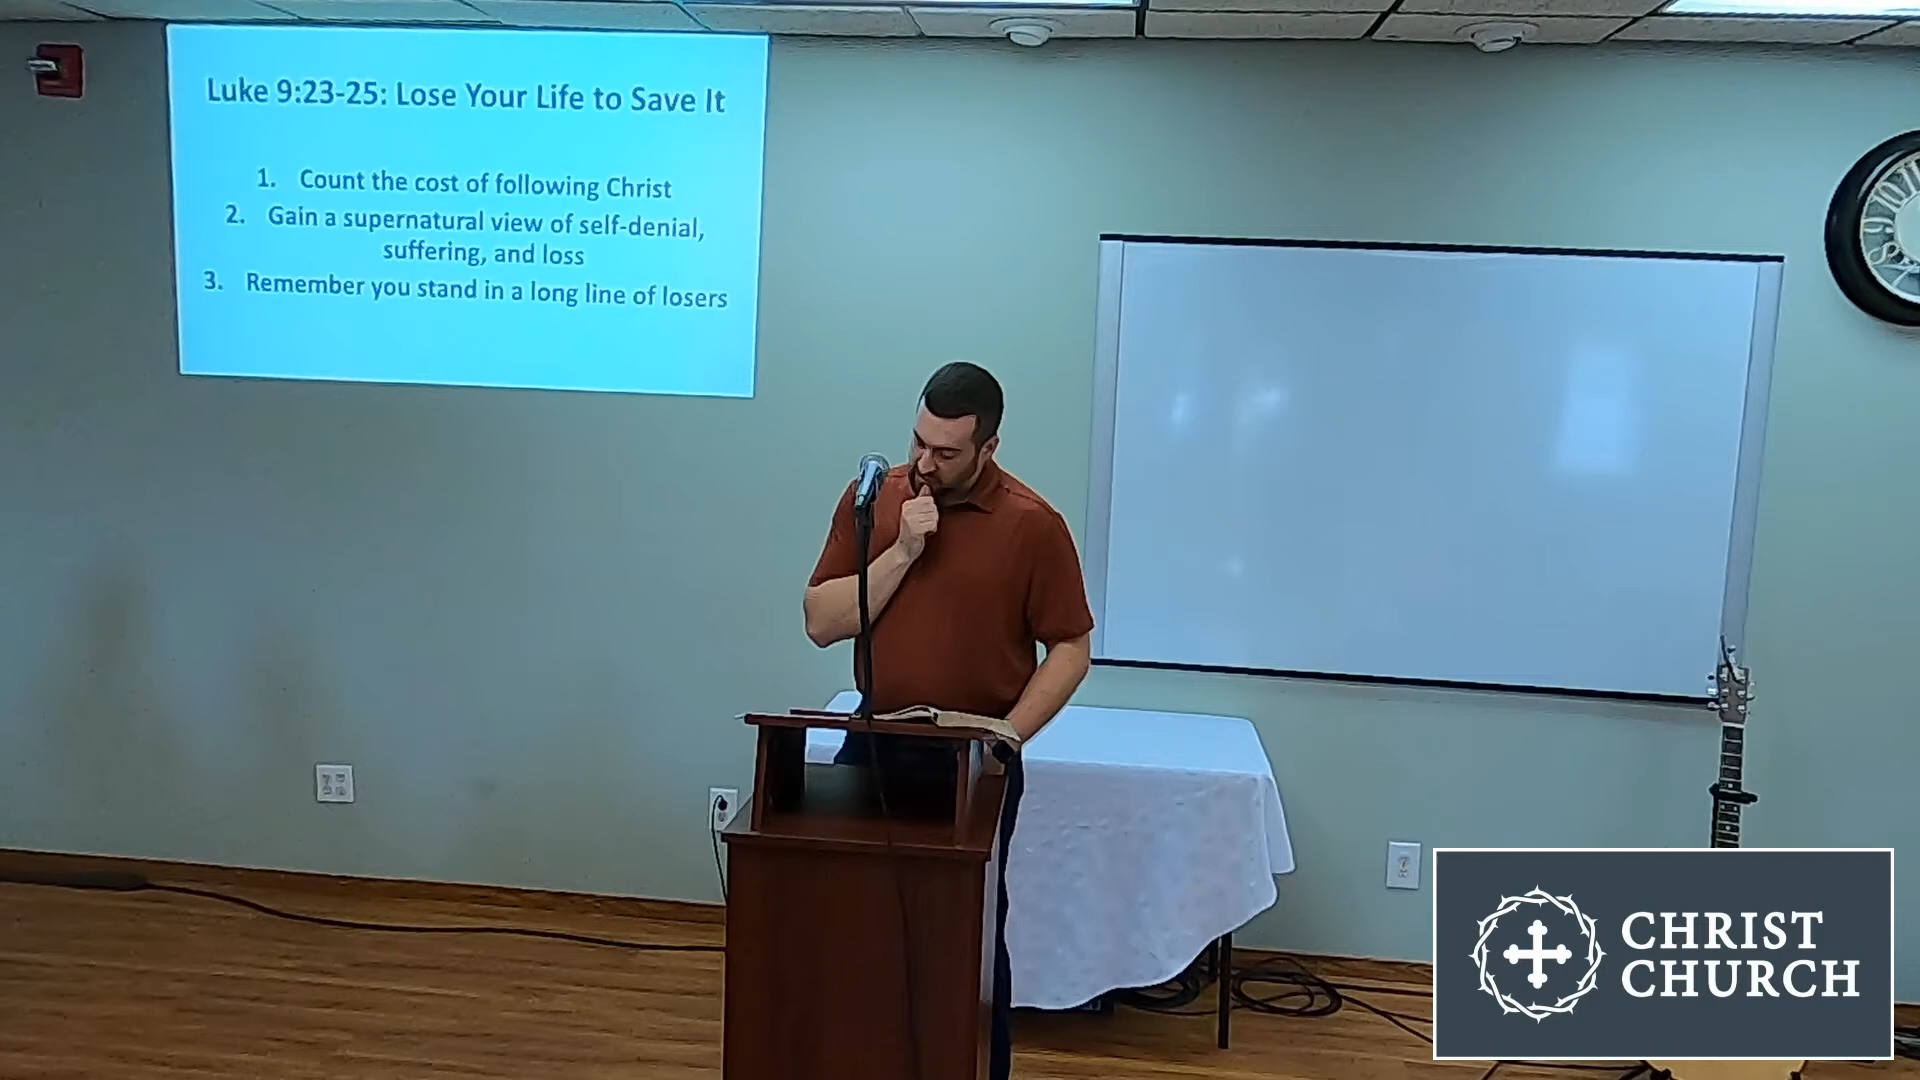 Luke 9:23-25: Lose Your Life to Save It
1. Count the cost of following Christ
2. Gain a supernatural view of self-denial,
suffering, and loss
3. Remember you stand in a long line of losers
CHRIST
CHURCH